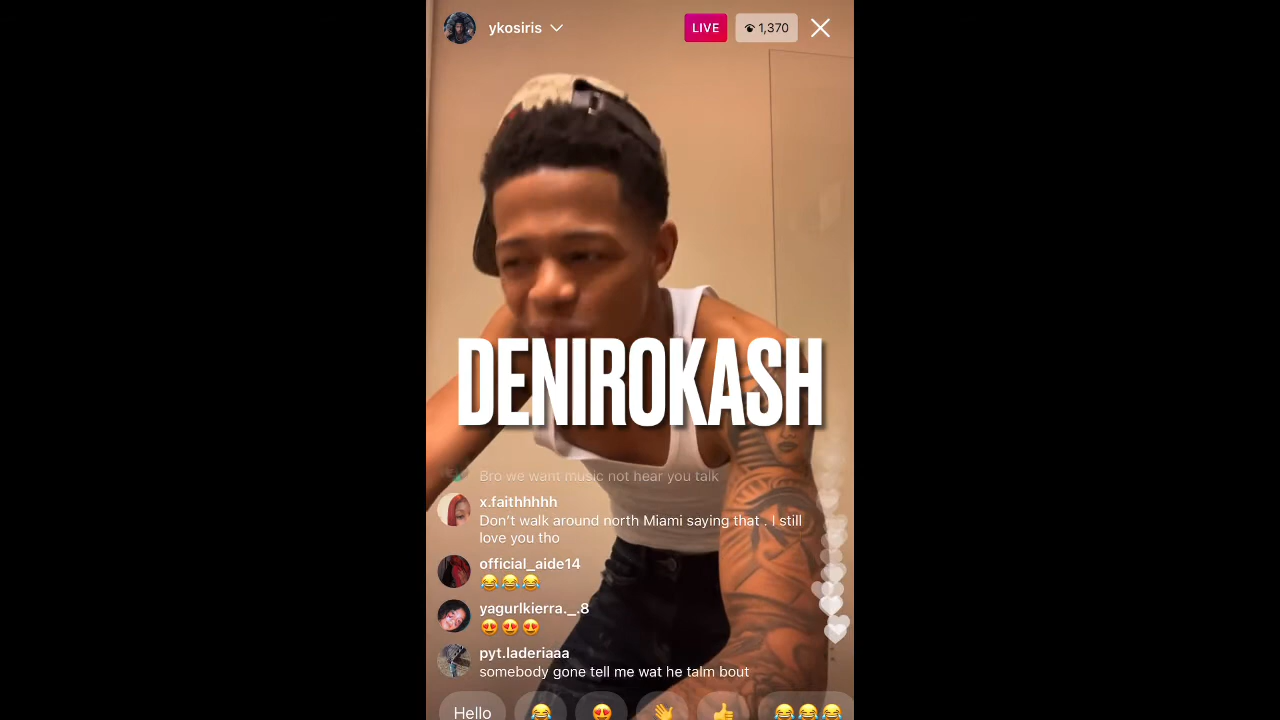 ykosiris
LIVE
1,370
DENIROKASH
Bro we want music not hear you talk
x.faithhhhh
Don't walk around north Miami saying that . I still
love you tho
official_aide14
😂😂😂
yagurlkierra._.8
😍😍😍
pyt.laderiaaa
somebody gone tell me wat he talm bout
Hello 😂 😍 👋 👍 😂😂😂